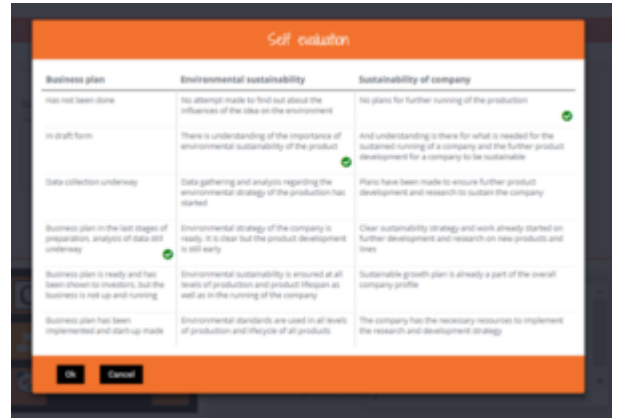 Self evaluation
Business plan
Environmental sustainability
Sustainability of company
Has not been done
No attempt made to find out about the
influences of the idea on the environment
No plans for further running of the production
In draft form
There is understanding of the importance of
environmental sustainability of the product
And understanding is there for what is needed for the
sustained running of a company and the further product
development for a company to be sustainable
Data collection underway
Data gathering and analysis regarding the
environmental strategy of the production has
started
Plans have been made to ensure further product
development and research to sustain the company
Business plan in the last stages of
preparation, analysis of data still
underway
Environmental strategy of the company is
ready. It is clear but the product development
is still early
Clear sustainability strategy and work already started on
further development and research on new products and
lines
Business plan is ready and has
been shown to investors, but the
business is not up and running
Environmental sustainability is ensured at all
levels of production and product lifespan as
well as in the running of the company
Sustainable growth plan is already a part of the overall
company profile
Business plan has been
implemented and start-up made
Environmental standards are used in all levels
of production and lifecycle of all products
The company has the necessary resources to implement
the research and development strategy
Ok
Cancel